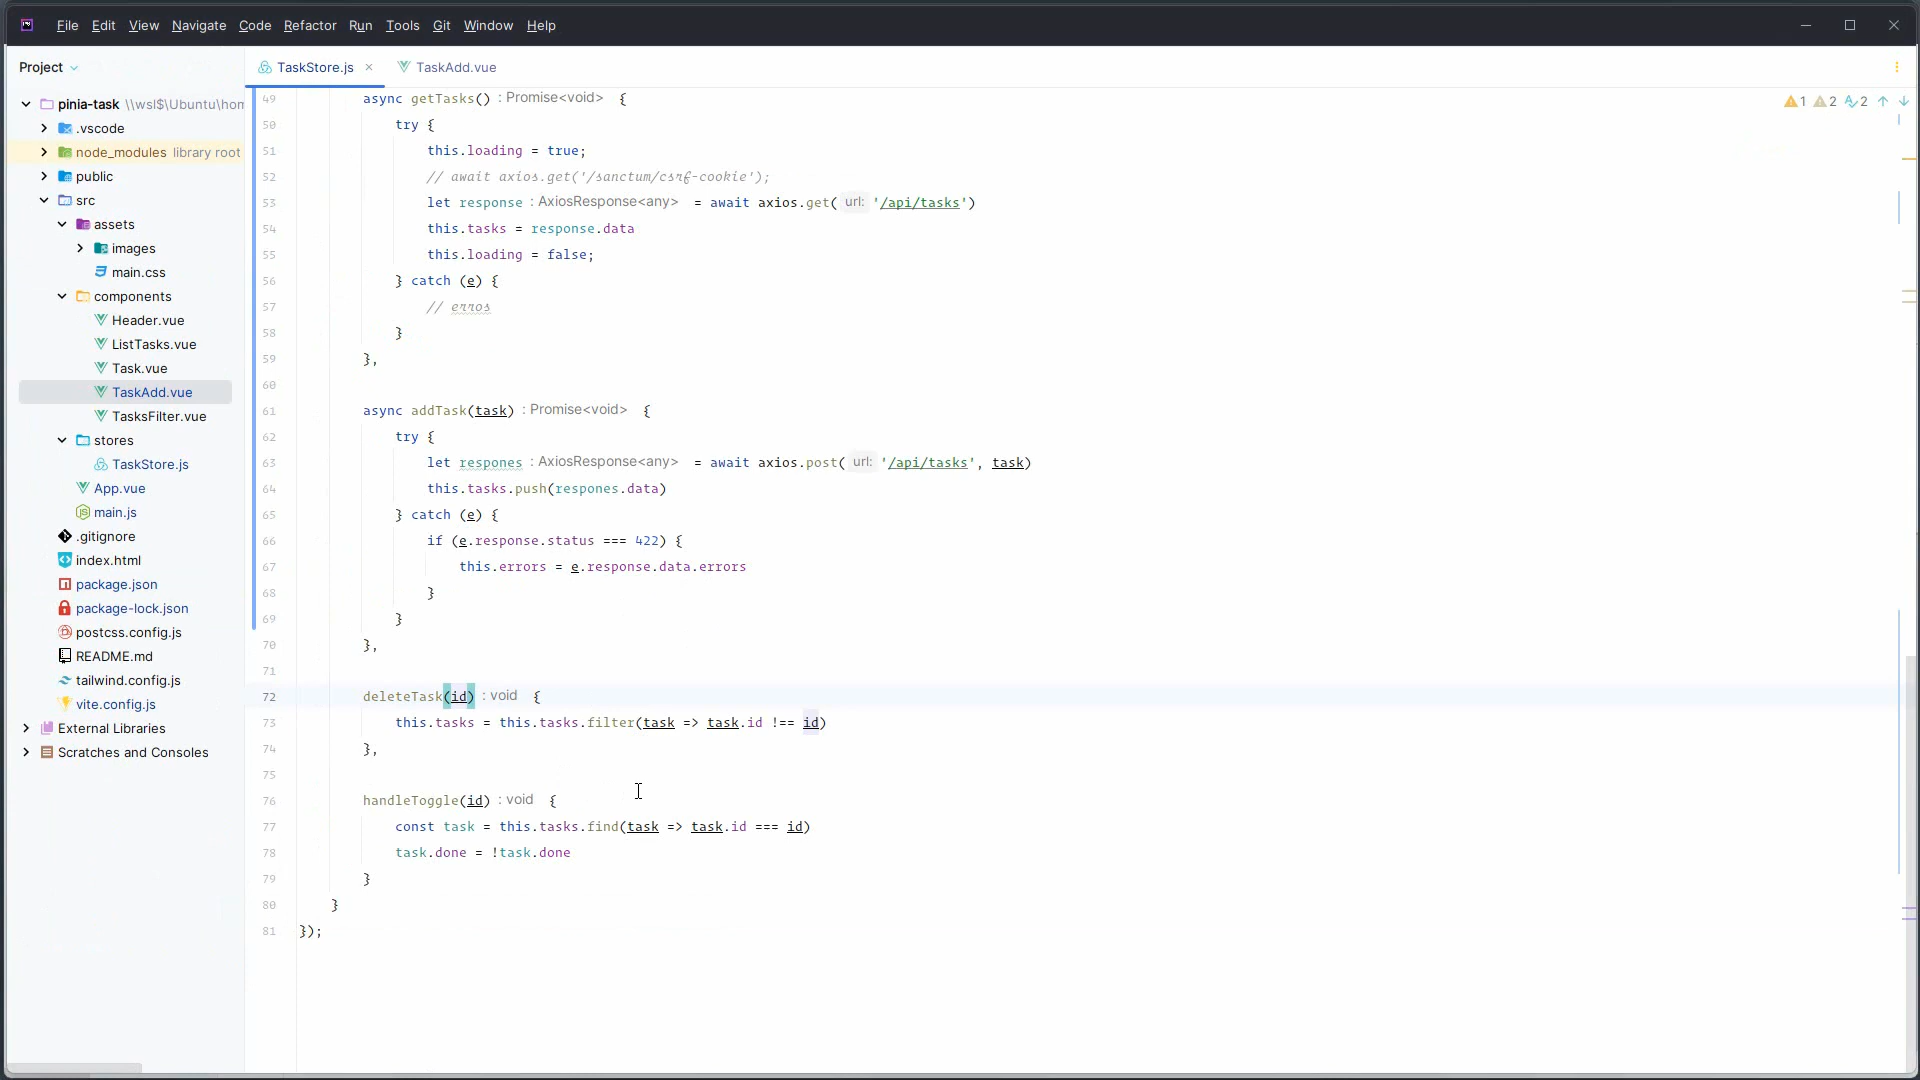 File Edit View Navigate Code Refactor Run Tools Git Window Help
Project
TaskStore.js
TaskAdd.vue
pinia-task \\wsl$\Ubuntu\hom
.vscode
node_modules library root
public
src
assets
images
main.css
components
Header.vue
ListTasks.vue
Task.vue
TaskAdd.vue
TasksFilter.vue
stores
TaskStore.js
App.vue
main.js
.gitignore
index.html
package.json
package-lock.json
postcss.config.js
README.md
tailwind.config.js
vite.config.js
External Libraries
Scratches and Consoles
1 2 2
49 async getTasks() : Promise<void> {
50 try {
51 this.loading = true;
52 // await axios.get('/sanctum/csrf-cookie');
53 let response : AxiosResponse<any> = await axios.get( url: '/api/tasks')
54 this.tasks = response.data
55 this.loading = false;
56 } catch (e) {
57 // erros
58 }
59 },
60
61 async addTask(task) : Promise<void> {
62 try {
63 let respones : AxiosResponse<any> = await axios.post( url: '/api/tasks', task)
64 this.tasks.push(respones.data)
65 } catch (e) {
66 if (e.response.status === 422) {
67 this.errors = e.response.data.errors
68 }
69 }
70 },
71
72 deleteTask(id) : void {
73 this.tasks = this.tasks.filter(task => task.id !== id)
74 },
75
76 handleToggle(id) : void {
77 const task = this.tasks.find(task => task.id === id)
78 task.done = !task.done
79 }
80 }
81 });